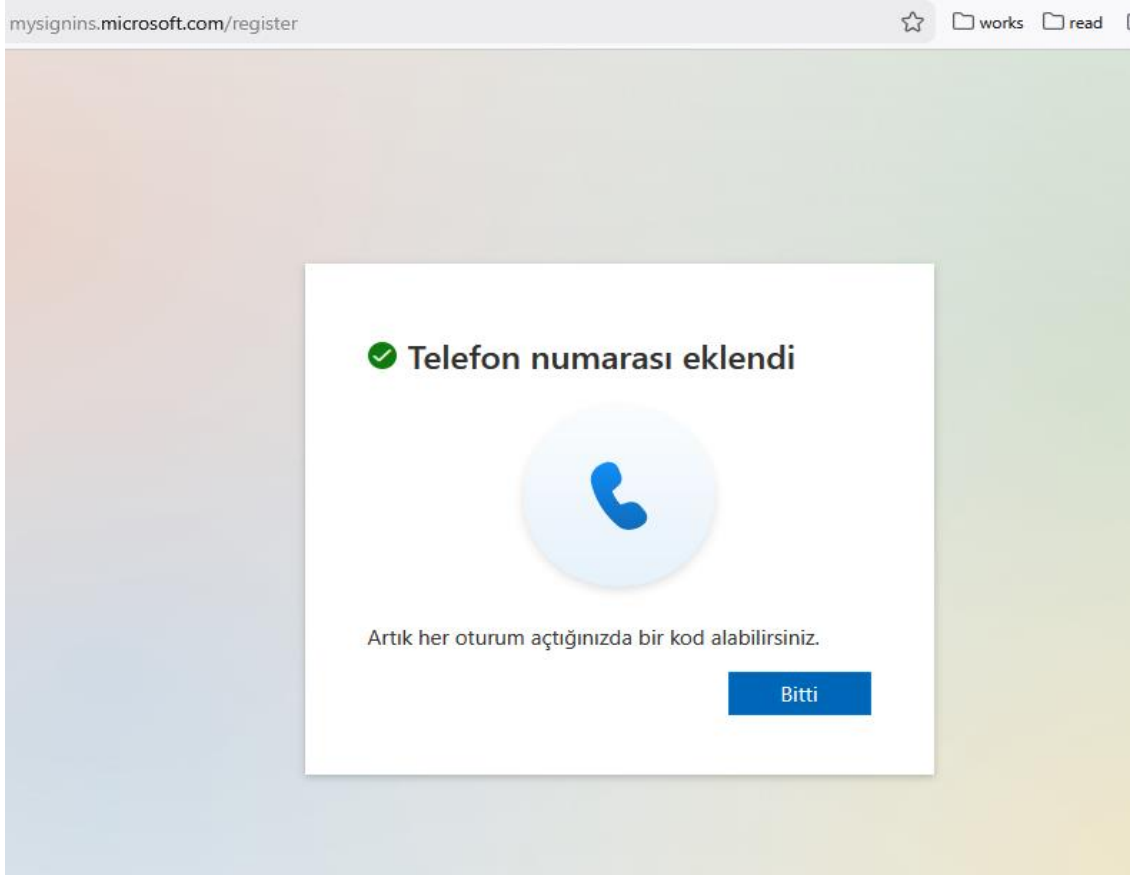 mysignins.microsoft.com/register
works
read
Telefon numarası eklendi
Artık her oturum açtığınızda bir kod alabilirsiniz.
Bitti